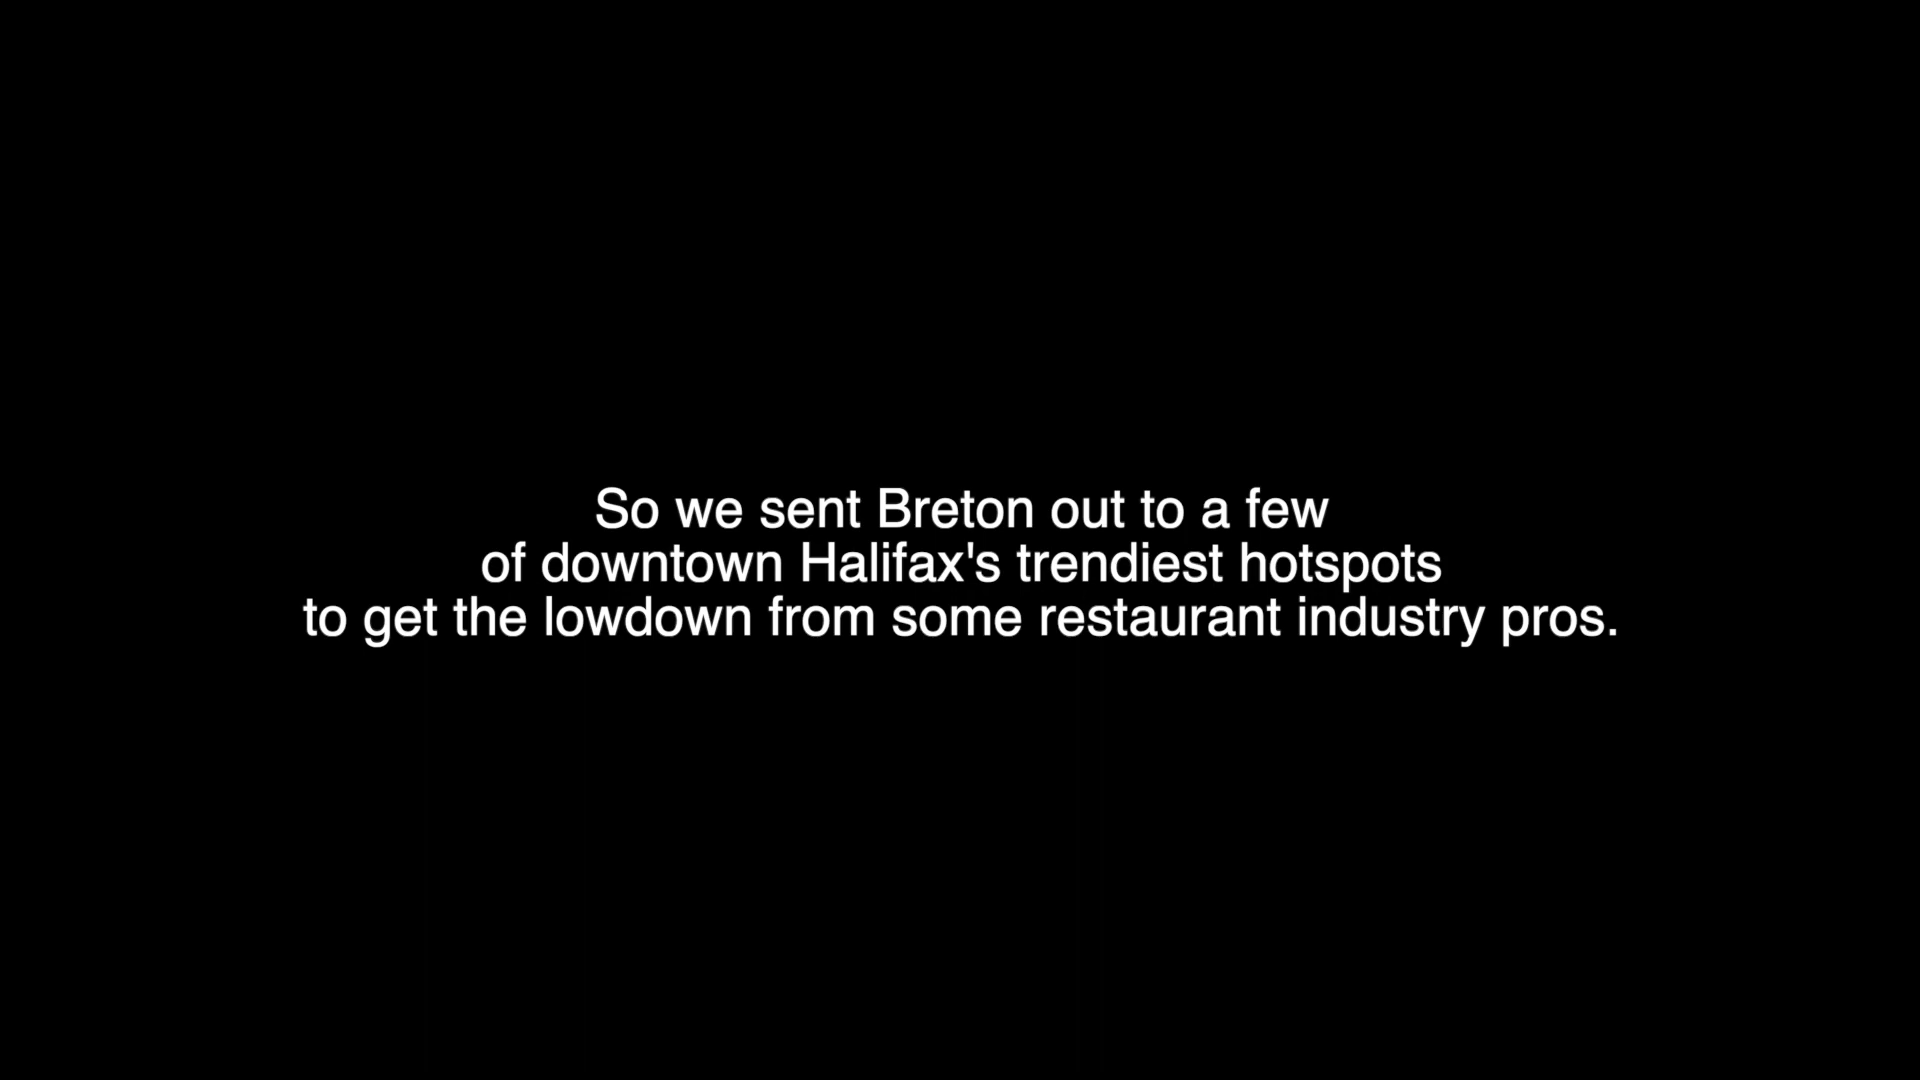 So we sent Breton out to a few
of downtown Halifax's trendiest hotspots
to get the lowdown from some restaurant industry pros.